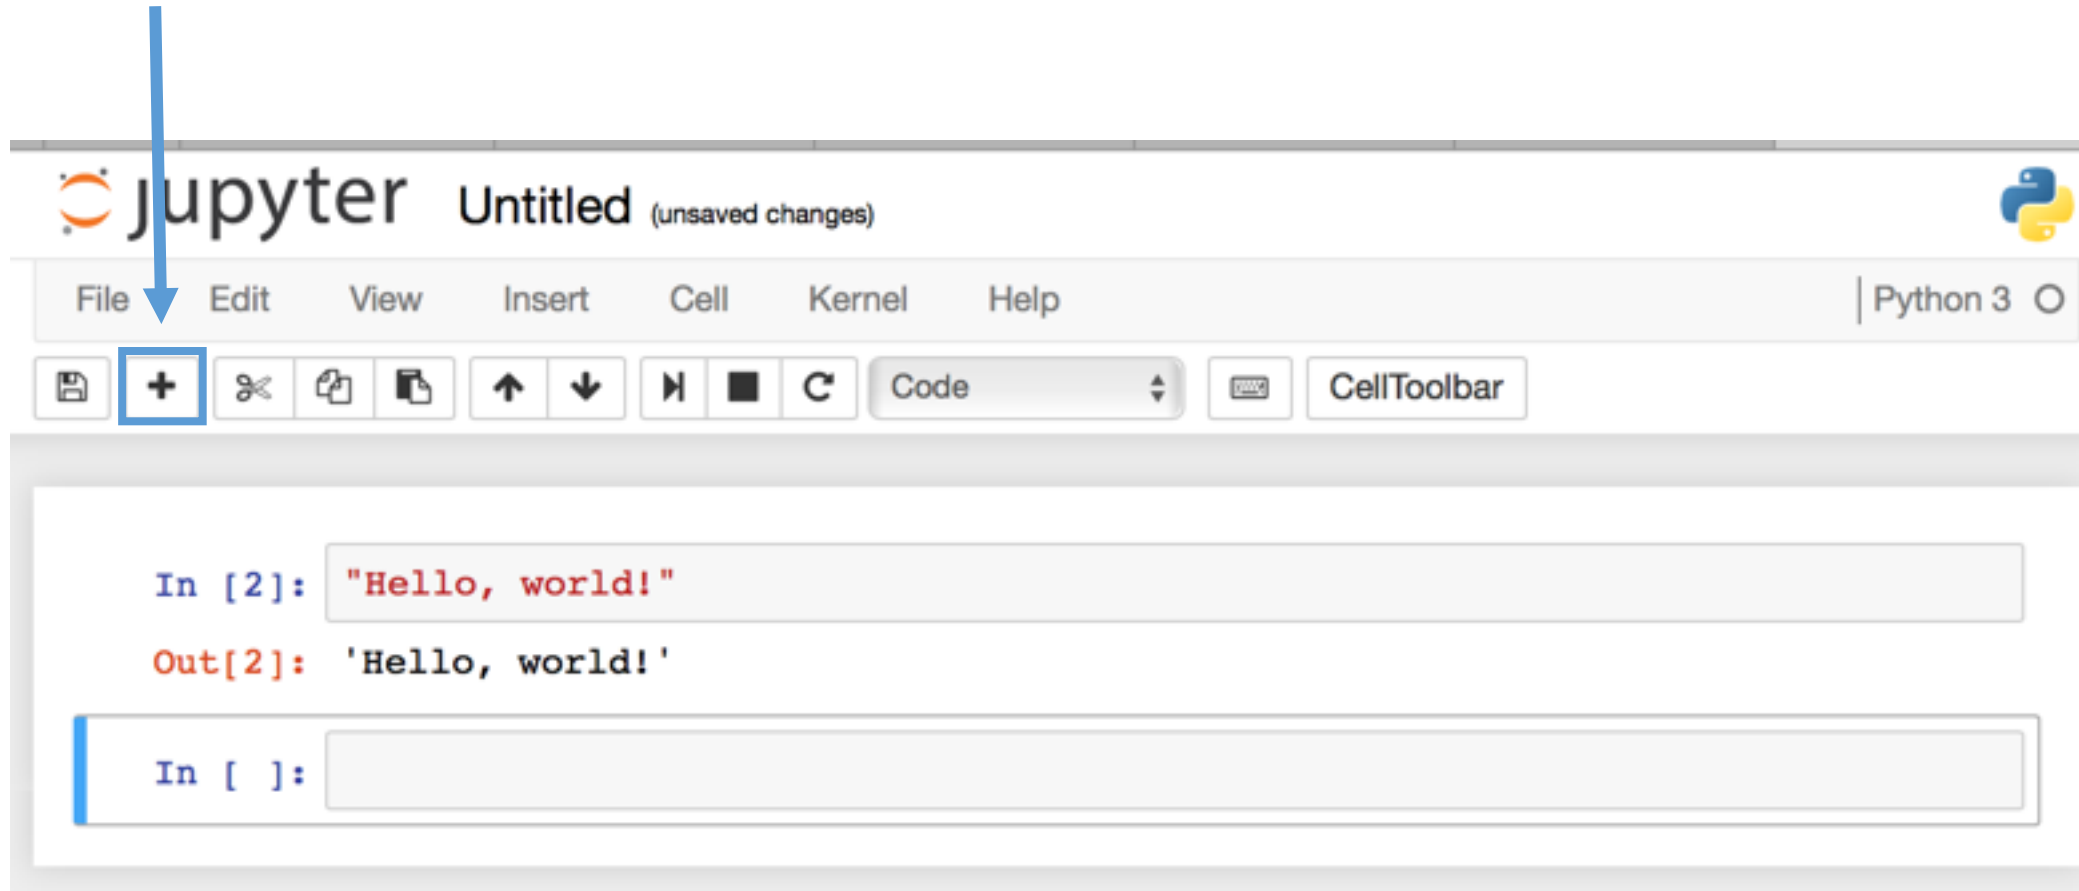 jupyter Untitled (unsaved changes)
File Edit View Insert Cell Kernel Help Python 3
Code CellToolbar
In [2]: "Hello, world!"
Out[2]: 'Hello, world!'
In [ ]: